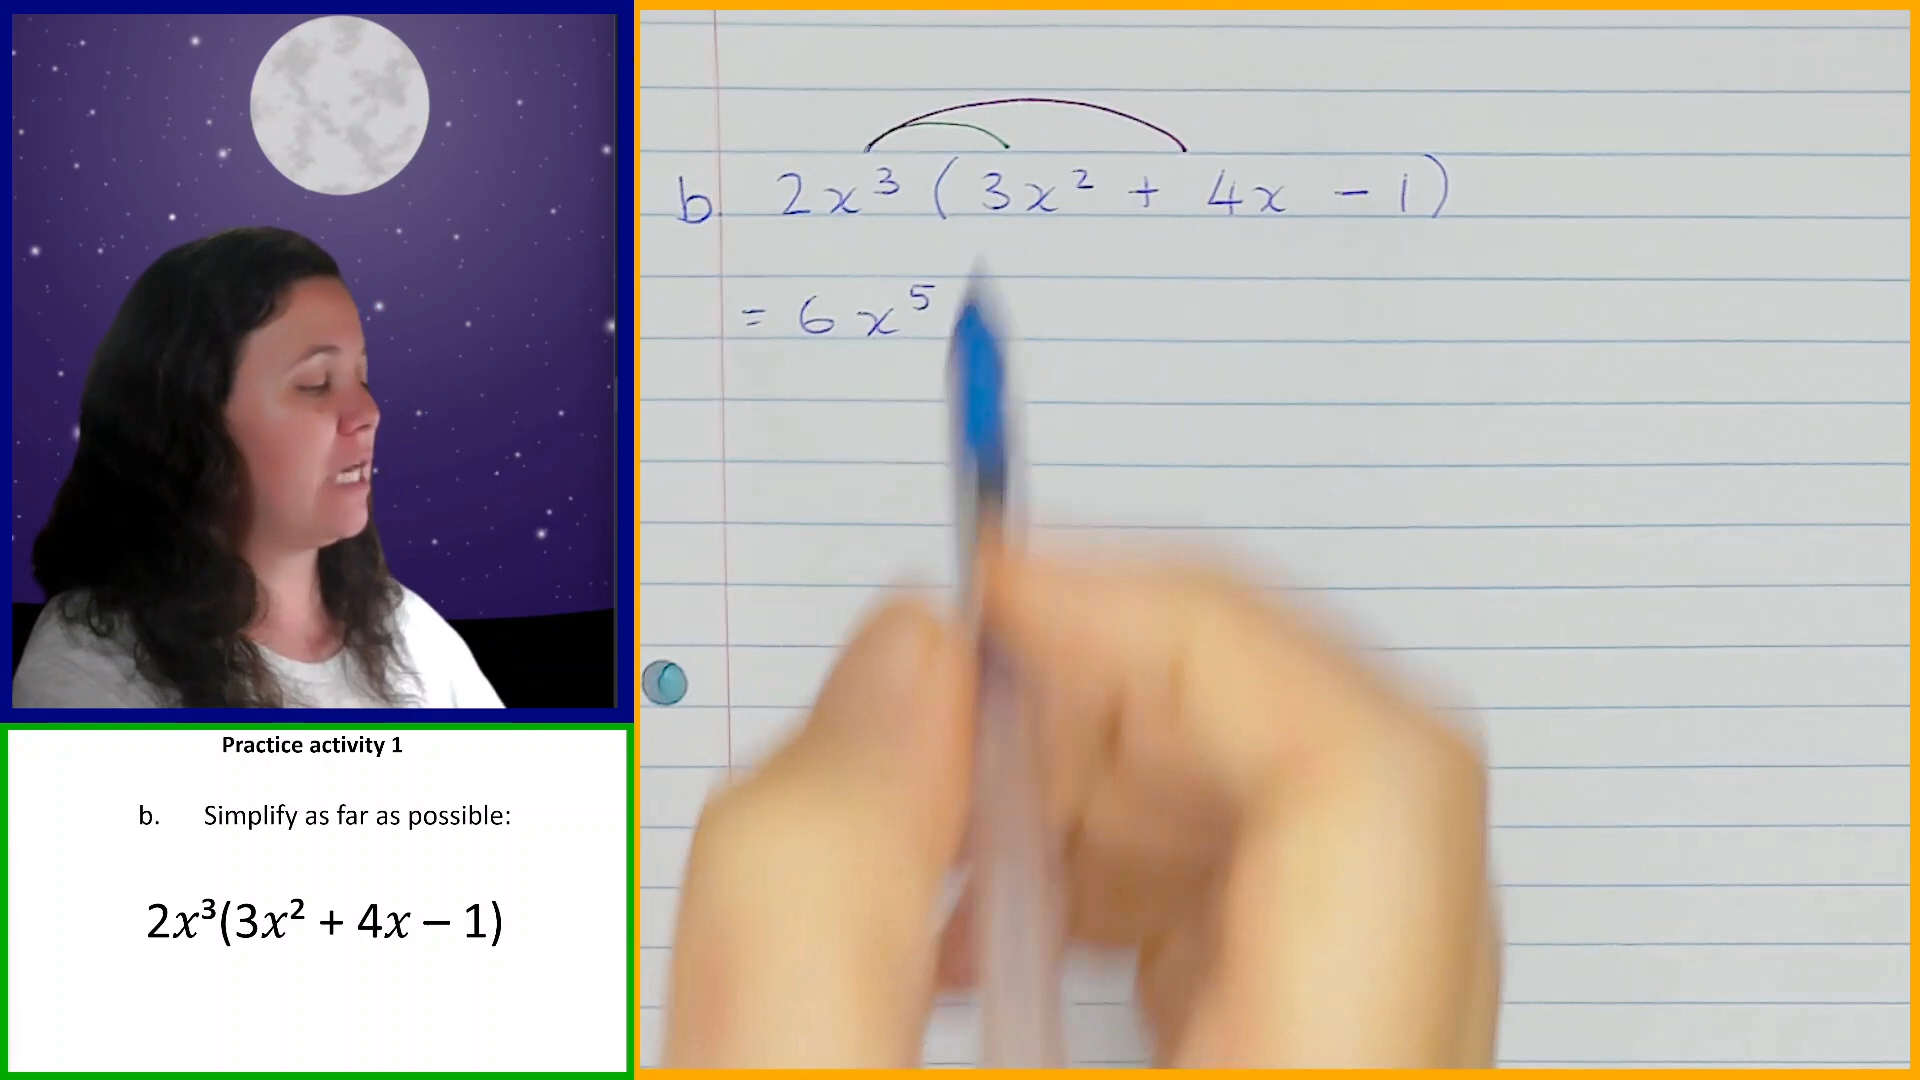 b. 2x³ (3x² + 4x - 1)
= 6x⁵
Practice activity 1
b. Simplify as far as possible:
2x³(3x² + 4x – 1)